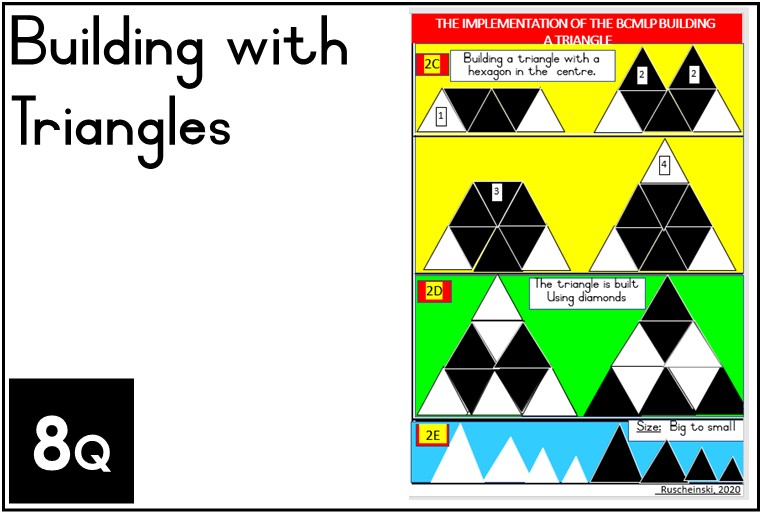 Building with
Triangles
8Q
THE IMPLEMENTATION OF THE BCMLP BUILDING
A TRIANGLE
2C
Building a triangle with a
hexagon in the centre.
1
2
2
3
4
2D
The triangle is built
Using diamonds
2E
Size: Big to small
Ruscheinski, 2020